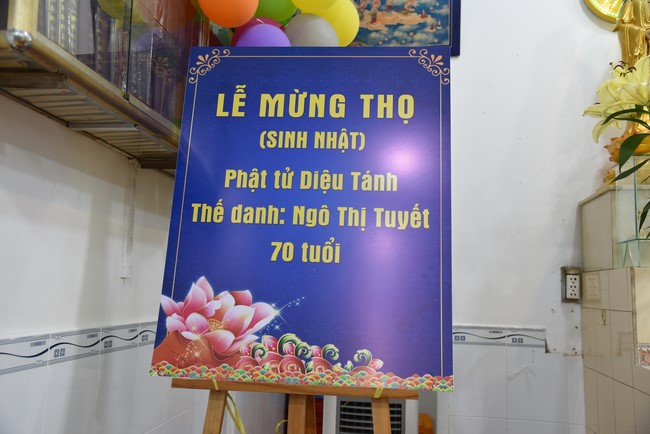 LỄ MỪNG THỌ
(SINH NHẬT)
Phật tử Diệu Tánh
Thế danh: Ngô Thị Tuyết
70 tuổi